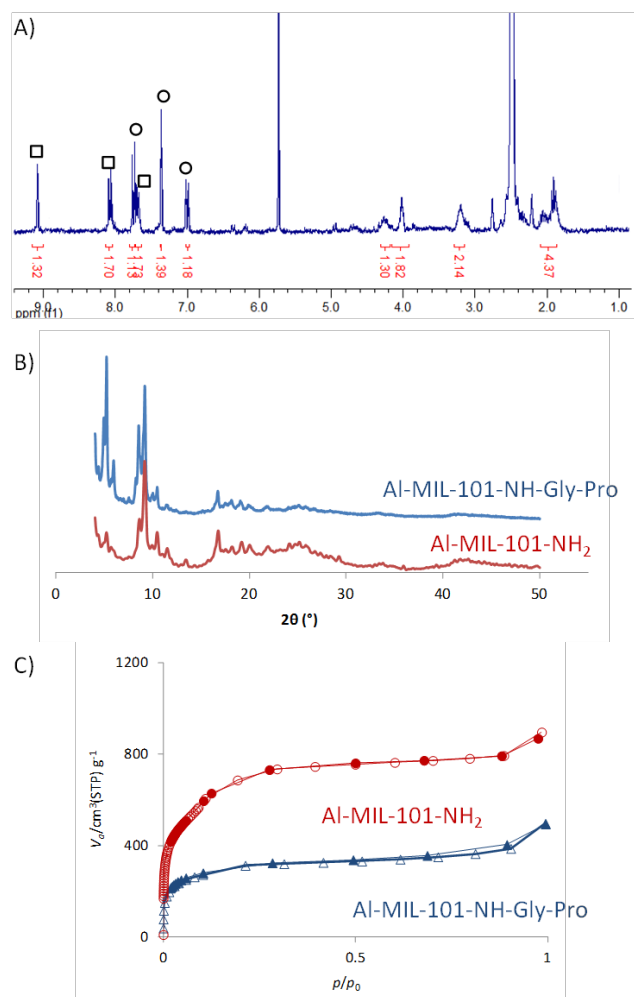 A)
1.32
1.70
1.73
1.39
1.18
1.30
1.82
2.14
4.37
9.0 8.0 7.0 6.0 5.0 4.0 3.0 2.0 1.0
ppm (f1)
B)
Al-MIL-101-NH-Gly-Pro
Al-MIL-101-NH2
0 10 20 30 40 50
2θ (°)
C)
1200
800
400
0
Va/cm3(STP) g-1
Al-MIL-101-NH2
Al-MIL-101-NH-Gly-Pro
0 0.5 1
p/p0